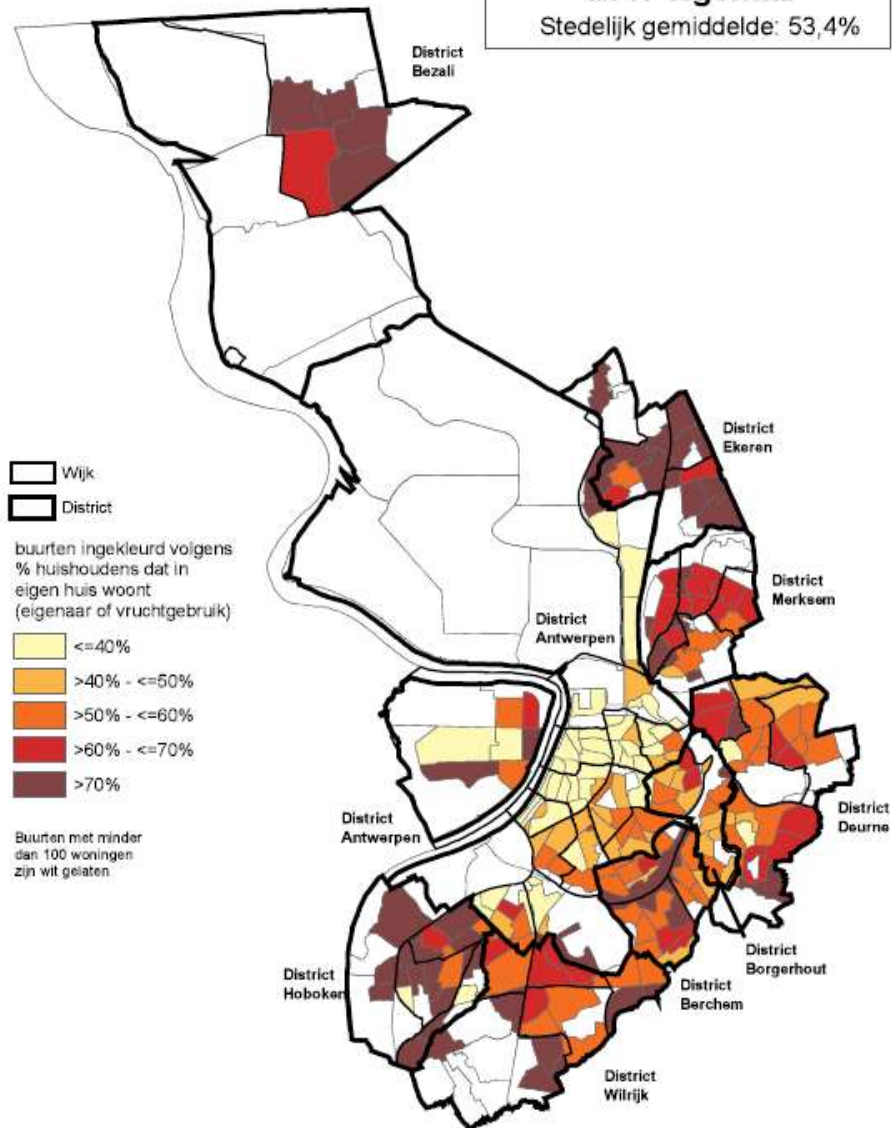 Stedelijk gemiddelde: 53,4%
District
Bezali
District
Ekeren
Wijk
District
buurten ingekleurd volgens
% huishoudens dat in
eigen huis woont
(eigenaar of vruchtgebruik)
<=40%
>40% - <=50%
>50% - <=60%
>60% - <=70%
>70%
Buurten met minder
dan 100 woningen
zijn wit gelaten
District
Merksem
District
Antwerpen
District
Antwerpen
District
Deurne
District
Borgerhout
District
Hoboken
District
Berchem
District
Wilrijk